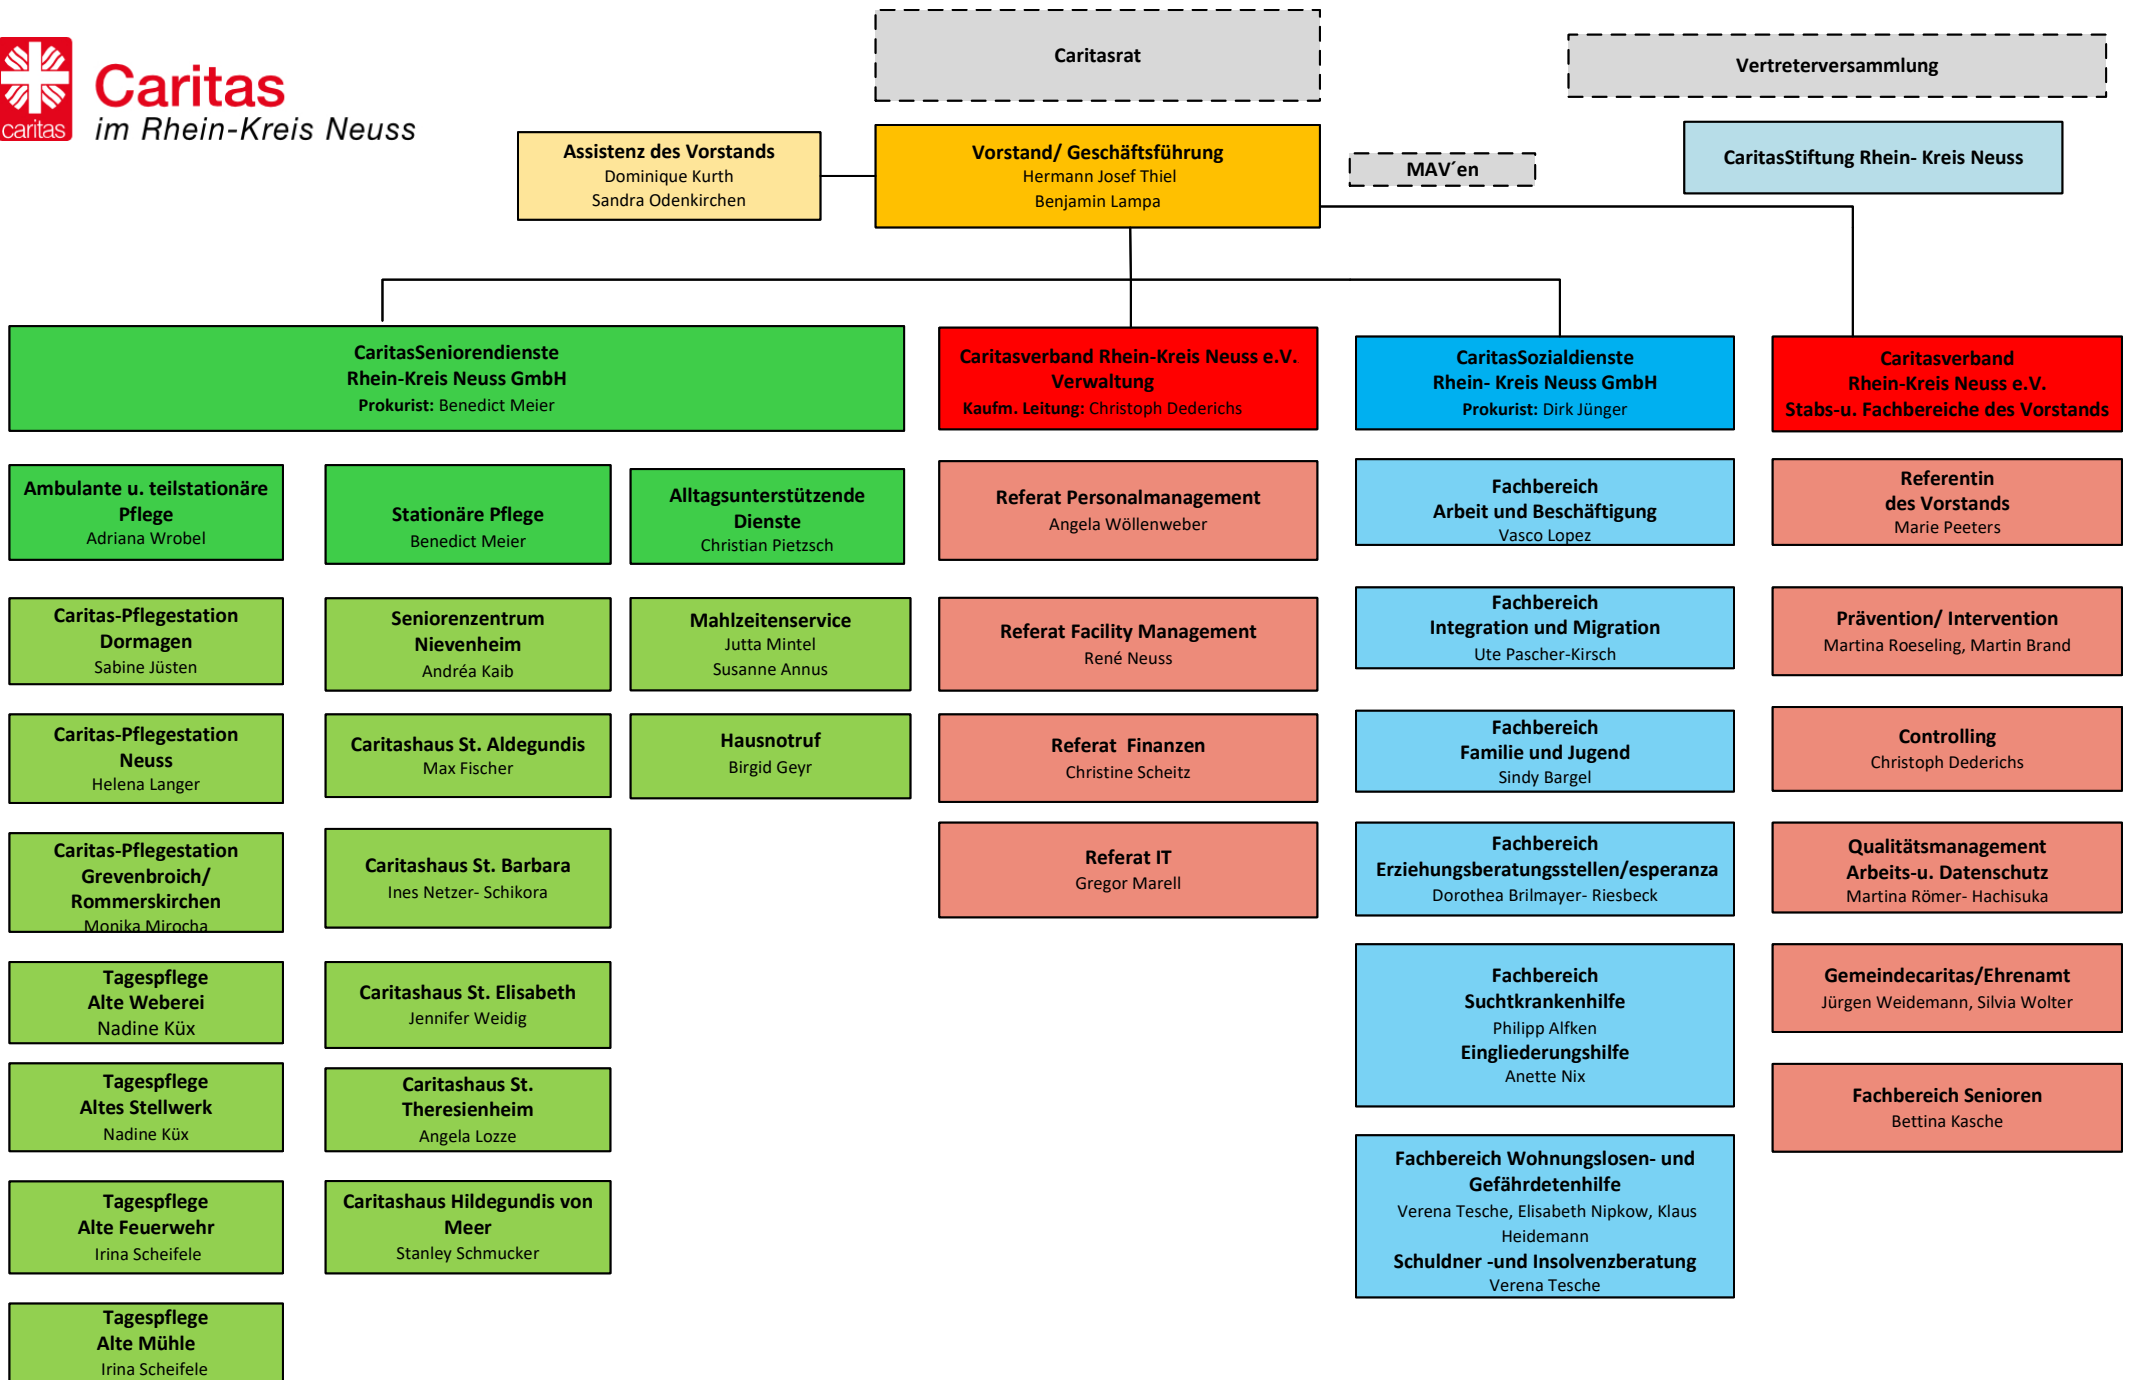 caritas
Caritas
im Rhein-Kreis Neuss
Caritasrat
Vertreterversammlung
Assistenz des Vorstands
Dominique Kurth
Sandra Odenkirchen
Vorstand/ Geschäftsführung
Hermann Josef Thiel
Benjamin Lampa
MAV´en
CaritasStiftung Rhein- Kreis Neuss
CaritasSeniorendienste
Rhein-Kreis Neuss GmbH
Prokurist: Benedict Meier
Caritasverband Rhein-Kreis Neuss e.V.
Verwaltung
Kaufm. Leitung: Christoph Dederichs
CaritasSozialdienste
Rhein- Kreis Neuss GmbH
Prokurist: Dirk Jünger
Caritasverband
Rhein-Kreis Neuss e.V.
Stabs-u. Fachbereiche des Vorstands
Ambulante u. teilstationäre
Pflege
Adriana Wrobel
Caritas-Pflegestation
Dormagen
Sabine Jüsten
Caritas-Pflegestation
Neuss
Helena Langer
Caritas-Pflegestation
Grevenbroich/
Rommerskirchen
Monika Mirocha
Tagespflege
Alte Weberei
Nadine Küx
Tagespflege
Altes Stellwerk
Nadine Küx
Tagespflege
Alte Feuerwehr
Irina Scheifele
Tagespflege
Alte Mühle
Irina Scheifele
Stationäre Pflege
Benedict Meier
Seniorenzentrum
Nievenheim
Andréa Kaib
Caritashaus St. Aldegundis
Max Fischer
Caritashaus St. Barbara
Ines Netzer- Schikora
Caritashaus St. Elisabeth
Jennifer Weidig
Caritashaus St.
Theresienheim
Angela Lozze
Caritashaus Hildegundis von
Meer
Stanley Schmucker
Alltagsunterstützende
Dienste
Christian Pietzsch
Mahlzeitenservice
Jutta Mintel
Susanne Annus
Hausnotruf
Birgid Geyr
Referat Personalmanagement
Angela Wöllenweber
Referat Facility Management
René Neuss
Referat  Finanzen
Christine Scheitz
Referat IT
Gregor Marell
Fachbereich
Arbeit und Beschäftigung
Vasco Lopez
Fachbereich
Integration und Migration
Ute Pascher-Kirsch
Fachbereich
Familie und Jugend
Sindy Bargel
Fachbereich
Erziehungsberatungsstellen/esperanza
Dorothea Brilmayer- Riesbeck
Fachbereich
Suchtkrankenhilfe
Philipp Alfken
Eingliederungshilfe
Anette Nix
Fachbereich Wohnungslosen- und
Gefährdetenhilfe
Verena Tesche, Elisabeth Nipkow, Klaus
Heidemann
Schuldner -und Insolvenzberatung
Verena Tesche
Referentin
des Vorstands
Marie Peeters
Prävention/ Intervention
Martina Roeseling, Martin Brand
Controlling
Christoph Dederichs
Qualitätsmanagement
Arbeits-u. Datenschutz
Martina Römer- Hachisuka
Gemeindecaritas/Ehrenamt
Jürgen Weidemann, Silvia Wolter
Fachbereich Senioren
Bettina Kasche